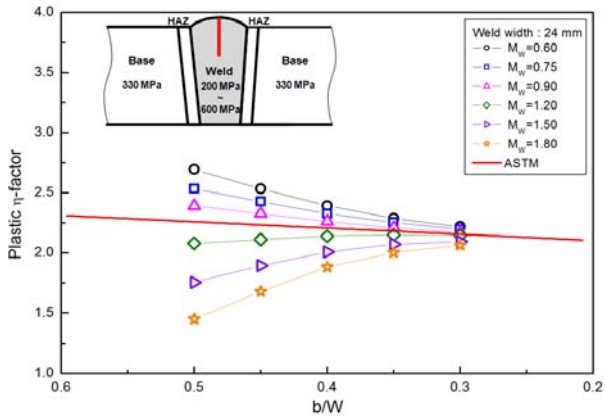 4.0
3.5
3.0
2.5
2.0
1.5
1.0
Plastic η-factor
HAZ
HAZ
Base
330 MPa
Weld
200 MPa
~
600 MPa
Base
330 MPa
Weld width : 24 mm
M_W=0.60
M_W=0.75
M_W=0.90
M_W=1.20
M_W=1.50
M_W=1.80
ASTM
0.6 0.5 0.4 0.3 0.2
b/W